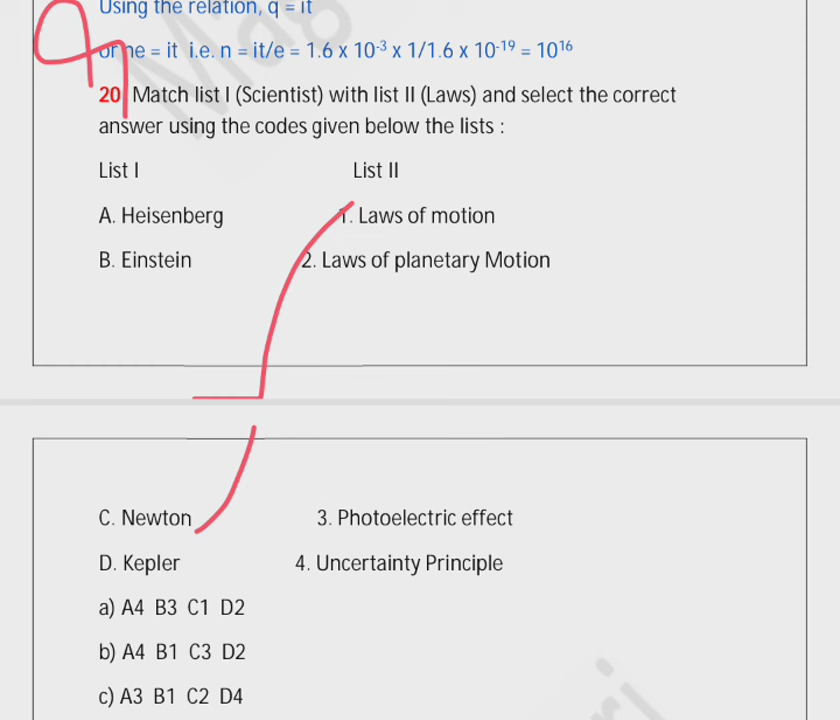 Using the relation, q = it
or ne = it i.e. n = it/e = 1.6 x 10⁻³ x 1/1.6 x 10⁻¹⁹ = 10¹⁶
20 Match list I (Scientist) with list II (Laws) and select the correct
answer using the codes given below the lists :
List I List II
A. Heisenberg 1. Laws of motion
B. Einstein 2. Laws of planetary Motion
C. Newton 3. Photoelectric effect
D. Kepler 4. Uncertainty Principle
a) A4 B3 C1 D2
b) A4 B1 C3 D2
c) A3 B1 C2 D4